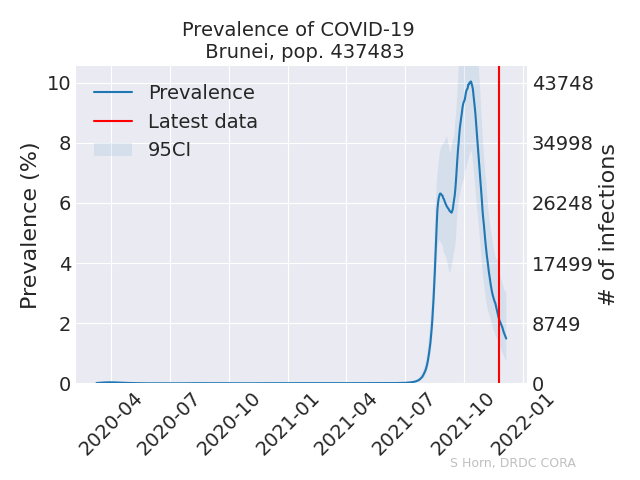 Prevalence of COVID-19
Brunei, pop. 437483
Prevalence
Latest data
95CI
Prevalence (%)
10
8
6
4
2
0
43748
34998
26248
17499
8749
0
# of infections
2020-04
2020-07
2020-10
2021-01
2021-04
2021-07
2021-10
2022-01
S Horn, DRDC CORA